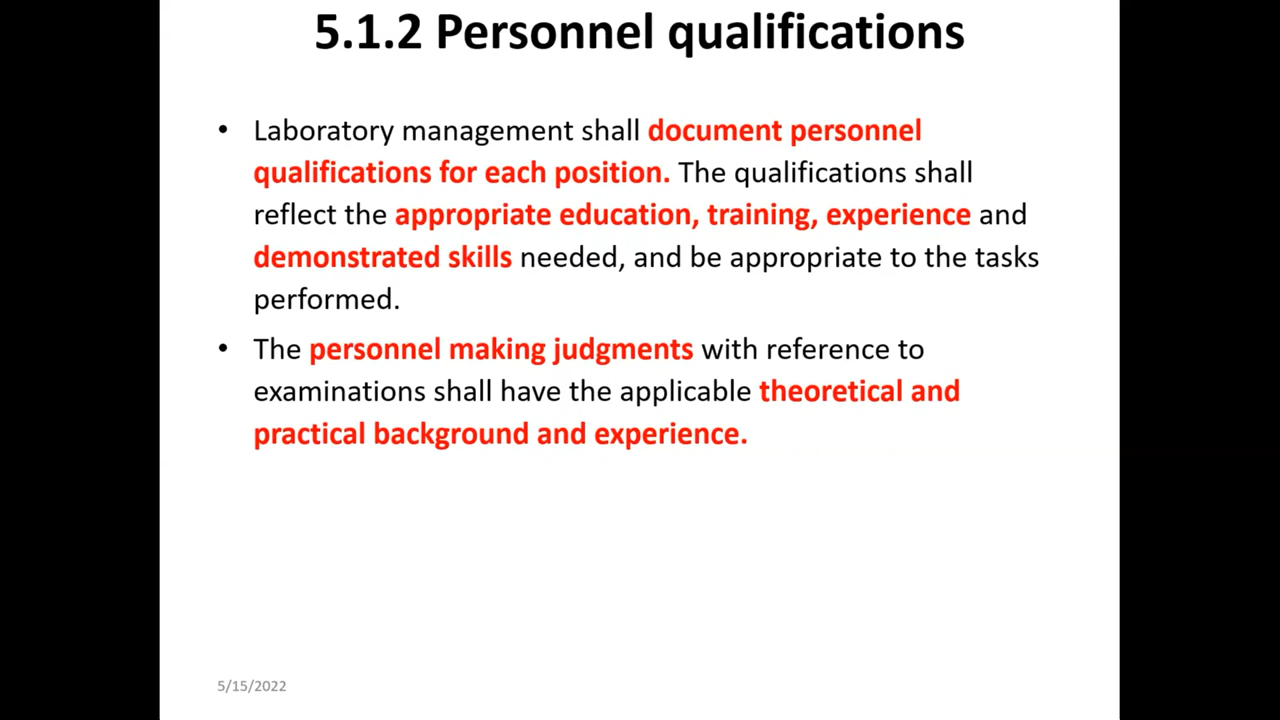 5.1.2 Personnel qualifications
• Laboratory management shall document personnel
qualifications for each position. The qualifications shall
reflect the appropriate education, training, experience and
demonstrated skills needed, and be appropriate to the tasks
performed.
• The personnel making judgments with reference to
examinations shall have the applicable theoretical and
practical background and experience.
5/15/2022